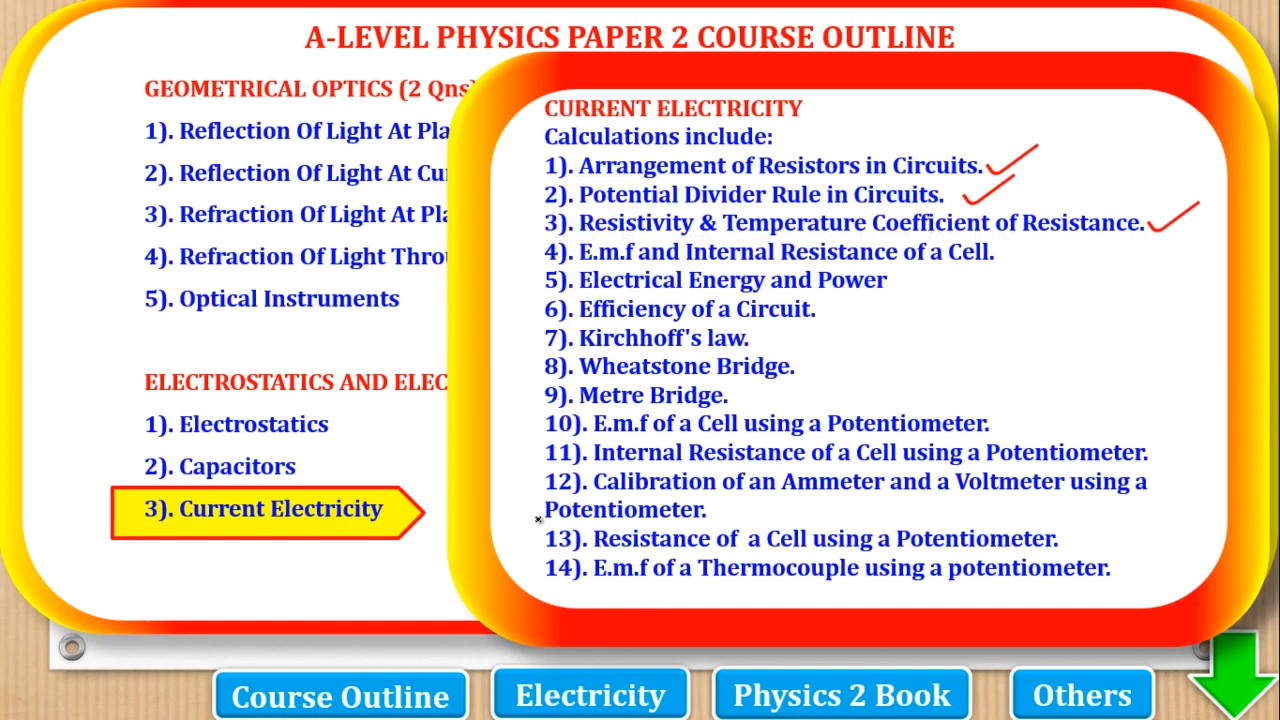 A-LEVEL PHYSICS PAPER 2 COURSE OUTLINE
GEOMETRICAL OPTICS (2 Qns)
1). Reflection Of Light At
2). Reflection Of Light At
3). Refraction Of Light At
4). Refraction Of Light
5). Optical Instruments
ELECTROSTATICS AND
1). Electrostatics
2). Capacitors
3). Current Electricity
CURRENT ELECTRICITY
Calculations include:
1). Arrangement of Resistors in Circuits.
2). Potential Divider Rule in Circuits.
3). Resistivity & Temperature Coefficient of Resistance.
4). E.m.f and Internal Resistance of a Cell.
5). Electrical Energy and Power
6). Efficiency of a Circuit.
7). Kirchhoff's law.
8). Wheatstone Bridge.
9). Metre Bridge.
10). E.m.f of a Cell using a Potentiometer.
11). Internal Resistance of a Cell using a Potentiometer.
12). Calibration of an Ammeter and a Voltmeter using a
Potentiometer.
13). Resistance of a Cell using a Potentiometer.
14). E.m.f of a Thermocouple using a potentiometer.
Course Outline
Electricity
Physics 2 Book
Others